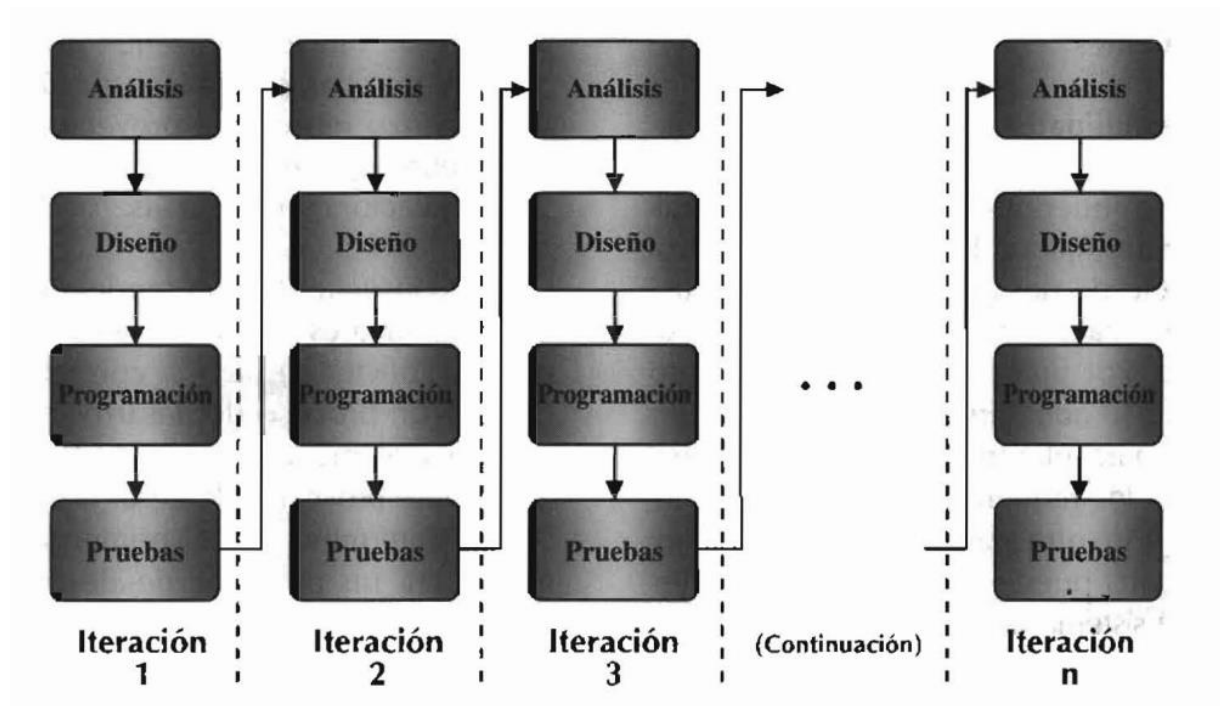 Análisis
Diseño
Programación
Pruebas
Iteración
1
Análisis
Diseño
Programación
Pruebas
Iteración
2
Análisis
Diseño
Programación
Pruebas
Iteración
3
• • •
(Continuación)
Análisis
Diseño
Programación
Pruebas
Iteración
n